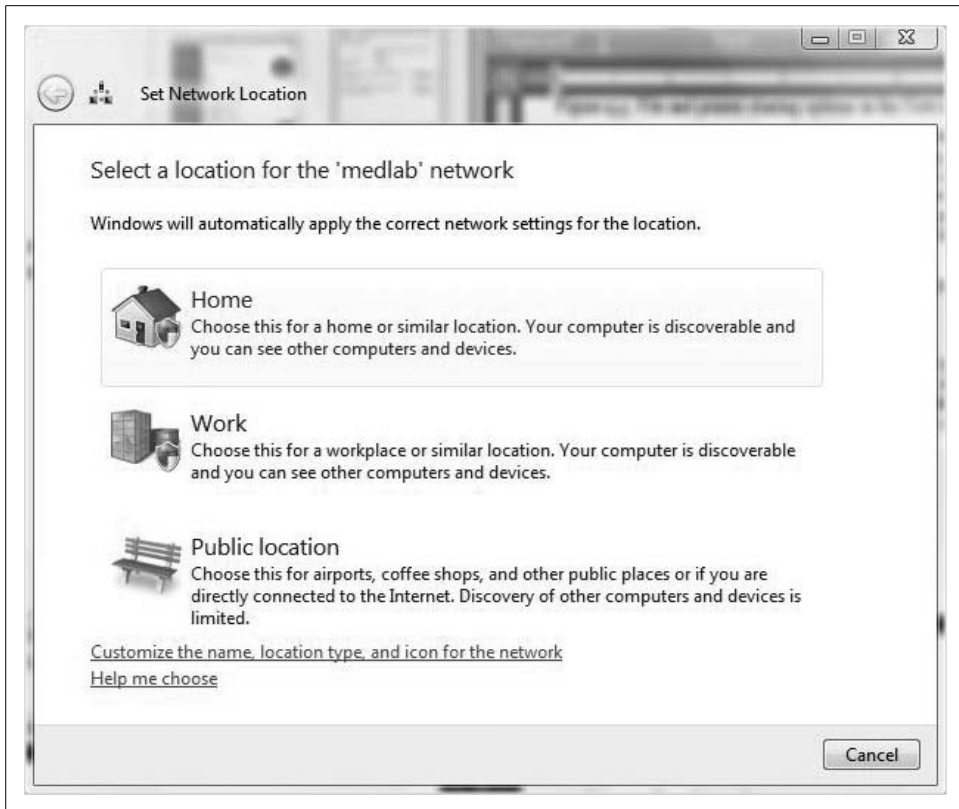 Set Network Location
Select a location for the 'medlab' network
Windows will automatically apply the correct network settings for the location.
Home
Choose this for a home or similar location. Your computer is discoverable and
you can see other computers and devices.
Work
Choose this for a workplace or similar location. Your computer is discoverable
and you can see other computers and devices.
Public location
Choose this for airports, coffee shops, and other public places or if you are
directly connected to the Internet. Discovery of other computers and devices is
limited.
Customize the name, location type, and icon for the network
Help me choose
Cancel